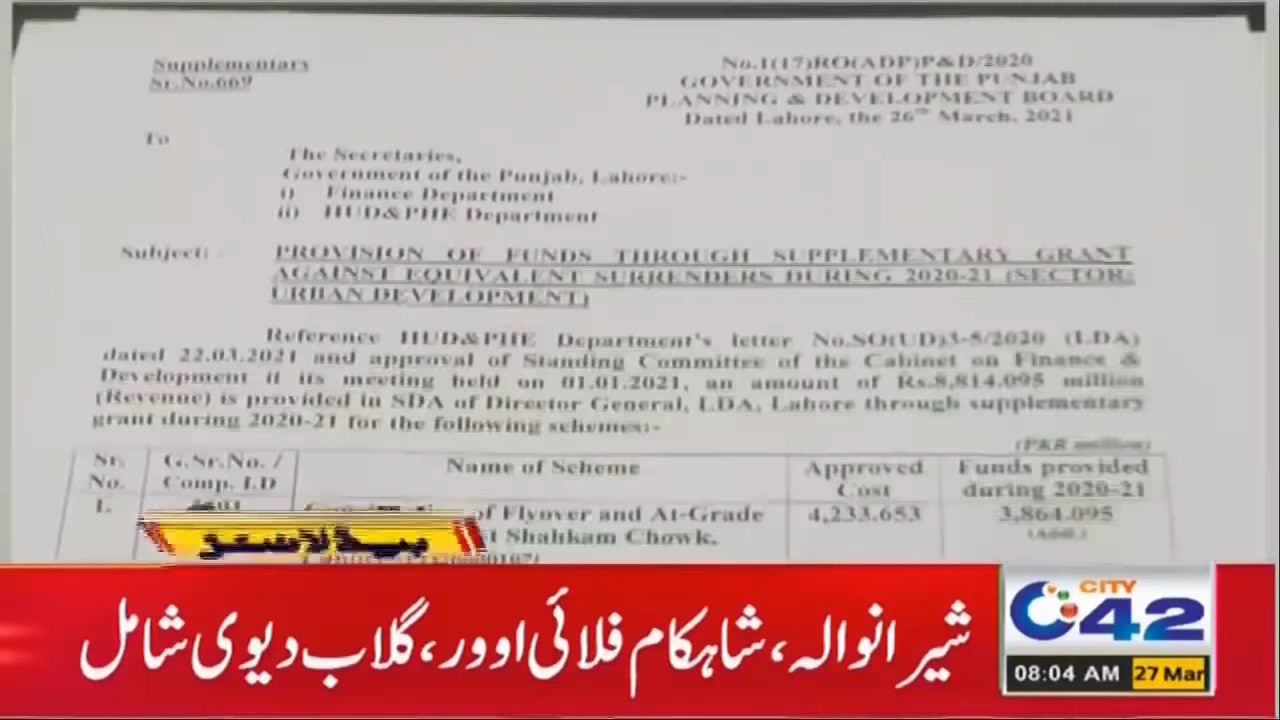 Supplementary
Sr.No.669
No.1(17)RO(ADP)P&D/2020
GOVERNMENT OF THE PUNJAB
PLANNING & DEVELOPMENT BOARD
Dated Lahore, the 26th March, 2021
To
The Secretaries,
Government of the Punjab, Lahore:-
i) Finance Department
ii) HUD&PHE Department
Subject: - PROVISION OF FUNDS THROUGH SUPPLEMENTARY GRANT
AGAINST EQUIVALENT SURRENDERS DURING 2020-21 (SECTOR:
URBAN DEVELOPMENT)
Reference HUD&PHE Department's letter No.SO(UD)3-5/2020 (LDA)
dated 22.03.2021 and approval of Standing Committee of the Cabinet on Finance &
Development it its meeting held on 01.01.2021, an amount of Rs.8,814.095 million
(Revenue) is provided in SDA of Director General, LDA, Lahore through supplementary
grant during 2020-21 for the following schemes:-
(PKR million)
Sr. No. G.Sr.No. / Comp. I.D Name of Scheme Approved Cost Funds provided during 2020-21
1. of Flyover and At-Grade 4,233.653 3,864.095
Shahkam Chowk,
ہیڈلائنز
شیرانوالہ، شاہکام فلائی اوور، گلاب دیوی شامل
CITY
42
08:04 AM 27 Mar